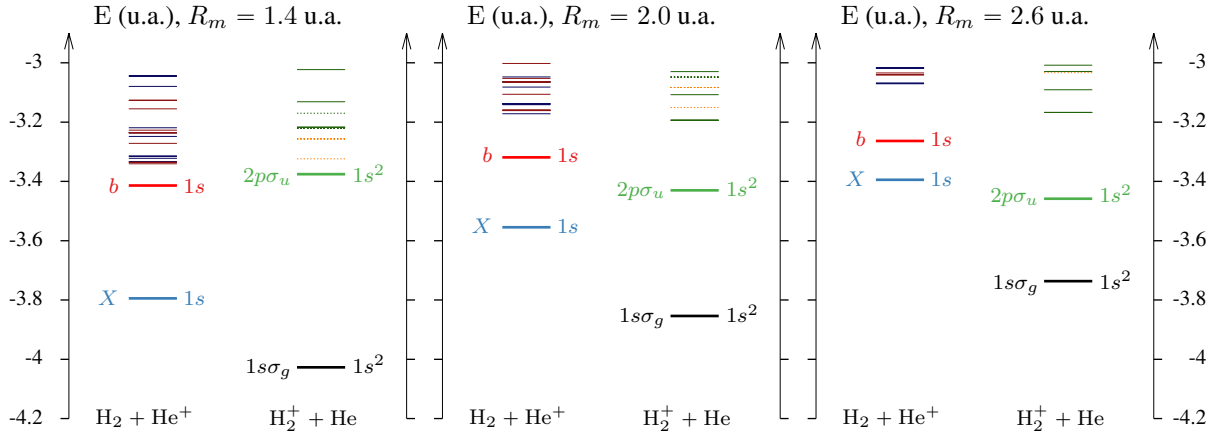 E (u.a.), R_m = 1.4 u.a.
E (u.a.), R_m = 2.0 u.a.
E (u.a.), R_m = 2.6 u.a.
-3
-3.2
-3.4
-3.6
-3.8
-4
-4.2
b 1s
X 1s
2pσ_u 1s²
1sσ_g 1s²
H₂ + He⁺
H₂⁺ + He
b 1s
X 1s
2pσ_u 1s²
1sσ_g 1s²
H₂ + He⁺
H₂⁺ + He
b 1s
X 1s
2pσ_u 1s²
1sσ_g 1s²
H₂ + He⁺
H₂⁺ + He
-3
-3.2
-3.4
-3.6
-3.8
-4
-4.2